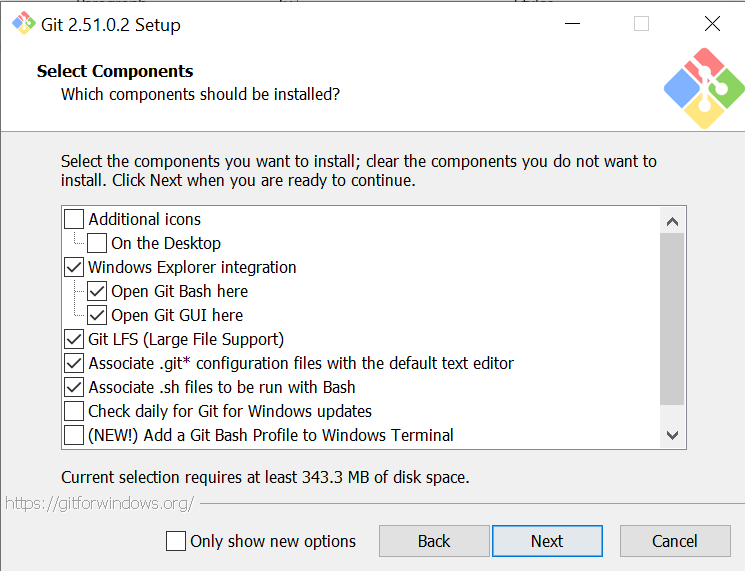 Git 2.51.0.2 Setup
Select Components
Which components should be installed?
Select the components you want to install; clear the components you do not want to
install. Click Next when you are ready to continue.
Additional icons
On the Desktop
Windows Explorer integration
Open Git Bash here
Open Git GUI here
Git LFS (Large File Support)
Associate .git* configuration files with the default text editor
Associate .sh files to be run with Bash
Check daily for Git for Windows updates
(NEW!) Add a Git Bash Profile to Windows Terminal
Current selection requires at least 343.3 MB of disk space.
https://gitforwindows.org/
Only show new options
Back
Next
Cancel